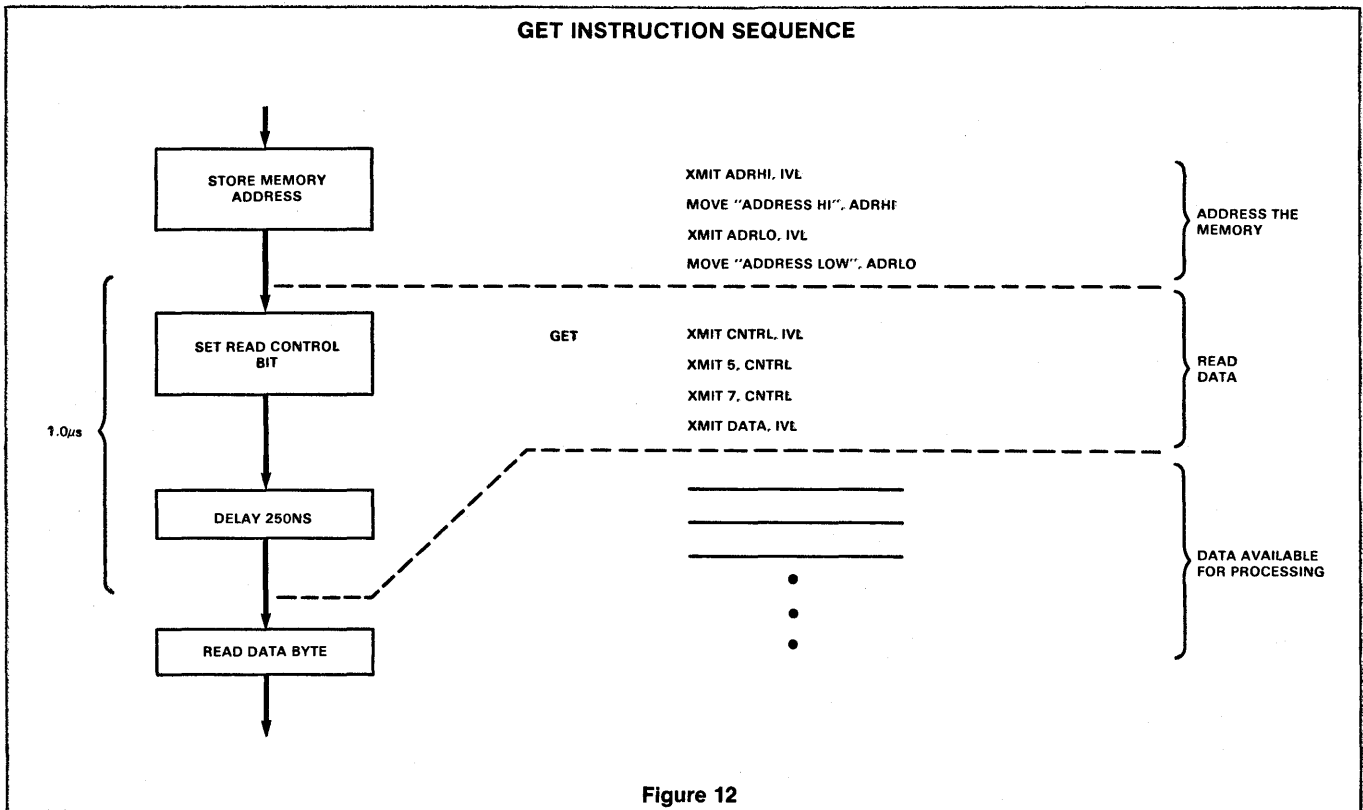 GET INSTRUCTION SEQUENCE
STORE MEMORY
ADDRESS
XMIT ADRHI, IVL
MOVE "ADDRESS HI", ADRHI
XMIT ADRLO, IVL
MOVE "ADDRESS LOW", ADRLO
ADDRESS THE
MEMORY
1.0µs
SET READ CONTROL
BIT
GET
XMIT CNTRL, IVL
XMIT 5, CNTRL
XMIT 7, CNTRL
XMIT DATA, IVL
READ
DATA
DELAY 250NS
DATA AVAILABLE
FOR PROCESSING
READ DATA BYTE
Figure 12